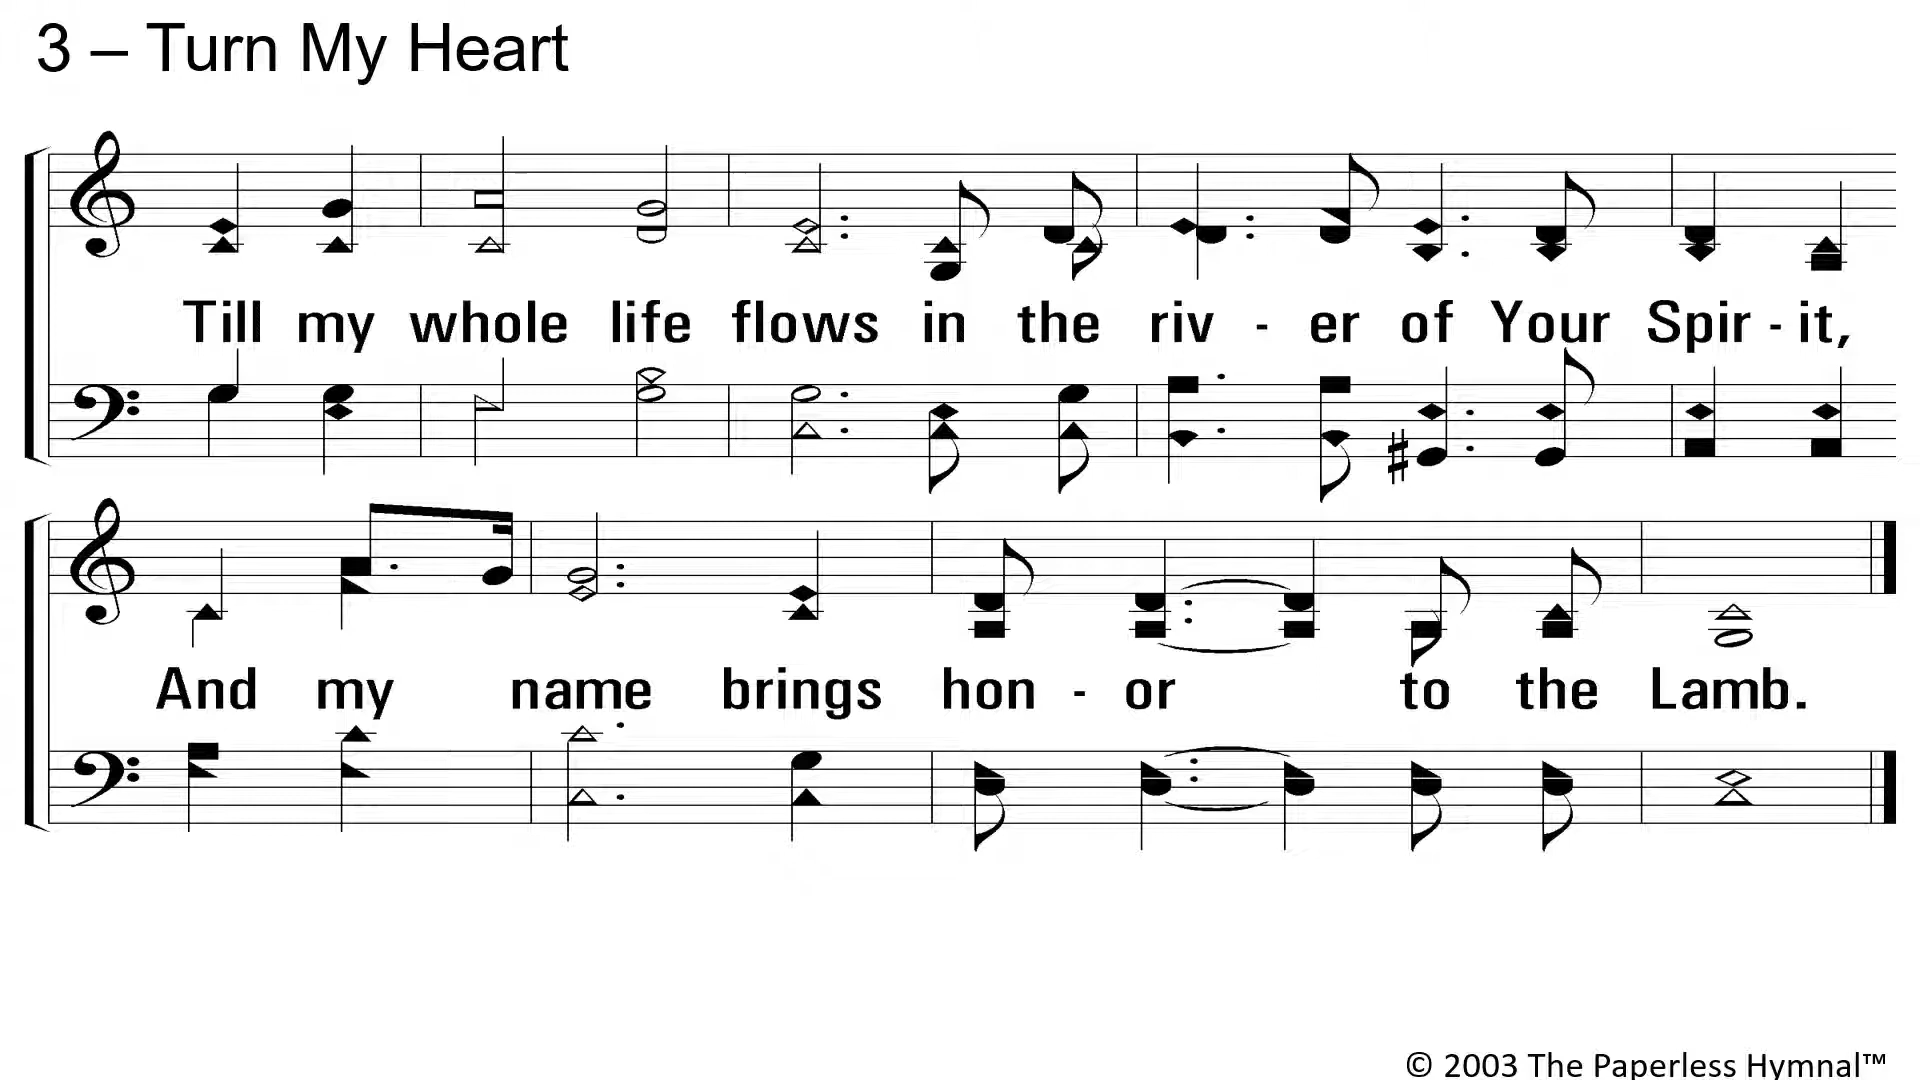 3 – Turn My Heart
Till my whole life flows in the riv - er of Your Spir - it,
And my name brings hon - or to the Lamb.
© 2003 The Paperless Hymnal™